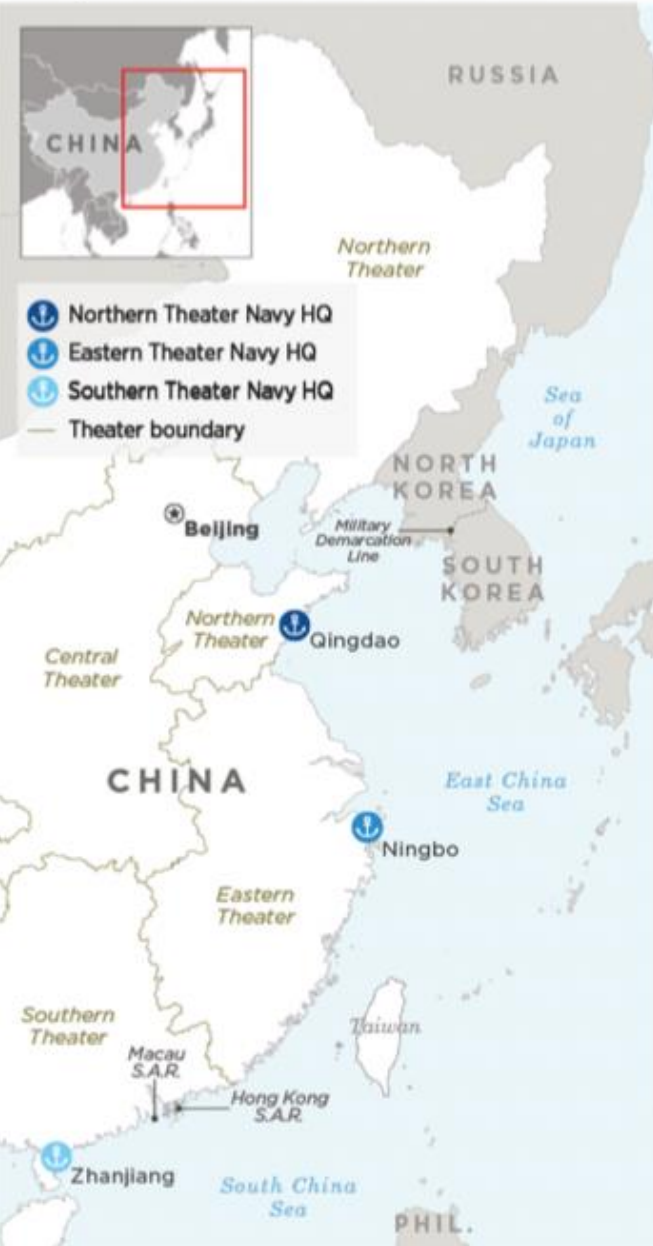 RUSSIA
CHINA
Northern
Theater
Northern Theater Navy HQ
Eastern Theater Navy HQ
Southern Theater Navy HQ
Theater boundary
Sea
of
Japan
NORTH
KOREA
Beijing
Military
Demarcation
Line
SOUTH
KOREA
Northern
Theater
Qingdao
Central
Theater
CHINA
East China
Sea
Ningbo
Eastern
Theater
Southern
Theater
Taiwan
Macau
S.A.R.
Hong Kong
S.A.R.
Zhanjiang
South China
Sea
PHIL.